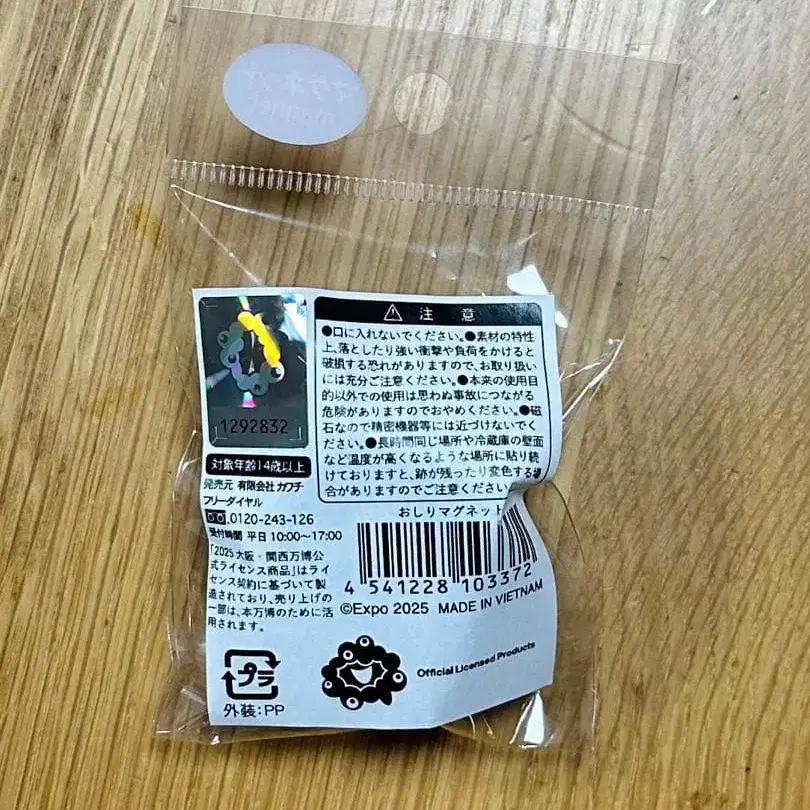 マグネット
magnet
1292832
対象年齢14歳以上
発売元 有限会社 カワチ
フリーダイヤル
0120-243-126
受付時間 平日 10:00～17:00
「2025 大阪・関西万博公
式ライセンス商品」はライ
センス契約に基づいて製
造されており、売り上げの
一部は、本万博のために活
用されます。
プラ
外装:PP
注意
●口に入れないでください。●素材の特性
上、落としたり強い衝撃や負荷をかけると
破損する恐れがありますので、お取り扱い
には充分ご注意ください。●本来の使用目
的以外での使用は思わぬ事故につながる
危険がありますのでおやめください。●磁
石なので精密機器等には近づけないでく
ださい。●長時間同じ場所や冷蔵庫の壁面
など温度が高くなるような場所に貼り続
けておりますと、跡が残ったり変色する場
合がありますのでご注意ください
おしりマグネット
4 541228 103372
©Expo 2025 MADE IN VIETNAM
Official Licensed Products